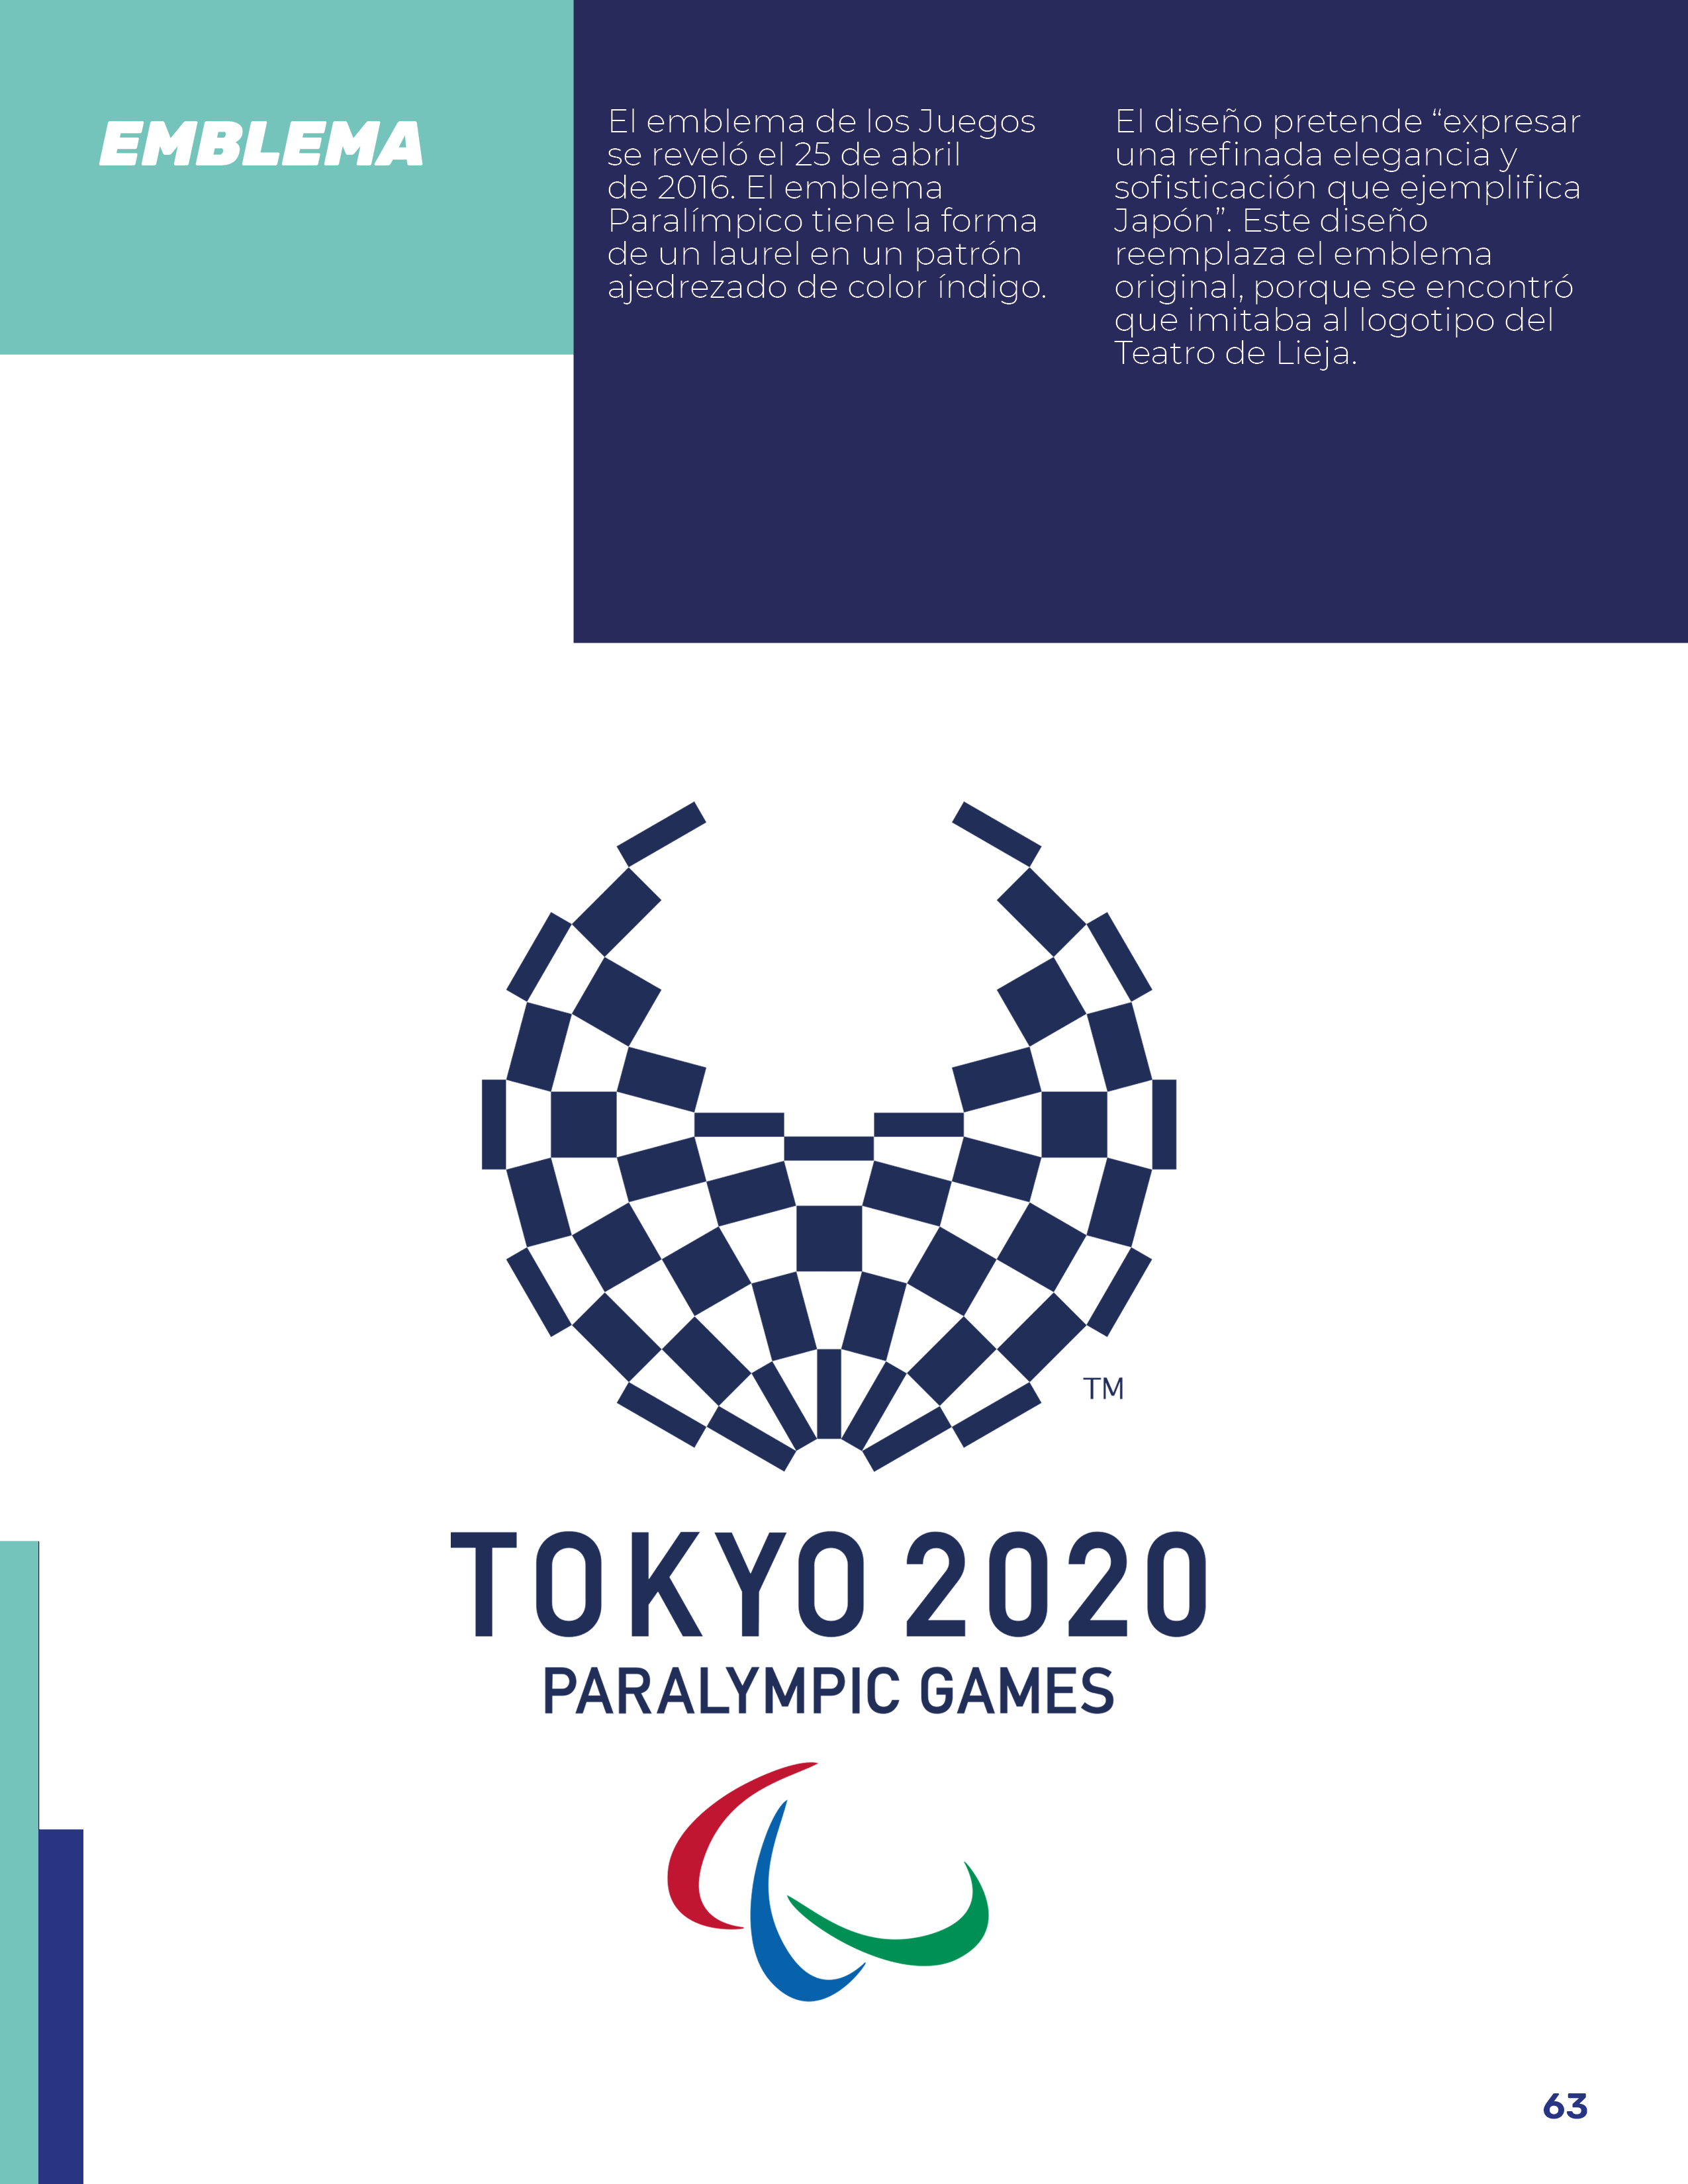 EMBLEMA
El emblema de los Juegos
se reveló el 25 de abril
de 2016. El emblema
Paralímpico tiene la forma
de un laurel en un patrón
ajedrezado de color índigo.
El diseño pretende “expresar
una refinada elegancia y
sofisticación que ejemplifica
Japón”. Este diseño
reemplaza el emblema
original, porque se encontró
que imitaba al logotipo del
Teatro de Lieja.
TM
TOKYO 2020
PARALYMPIC GAMES
63